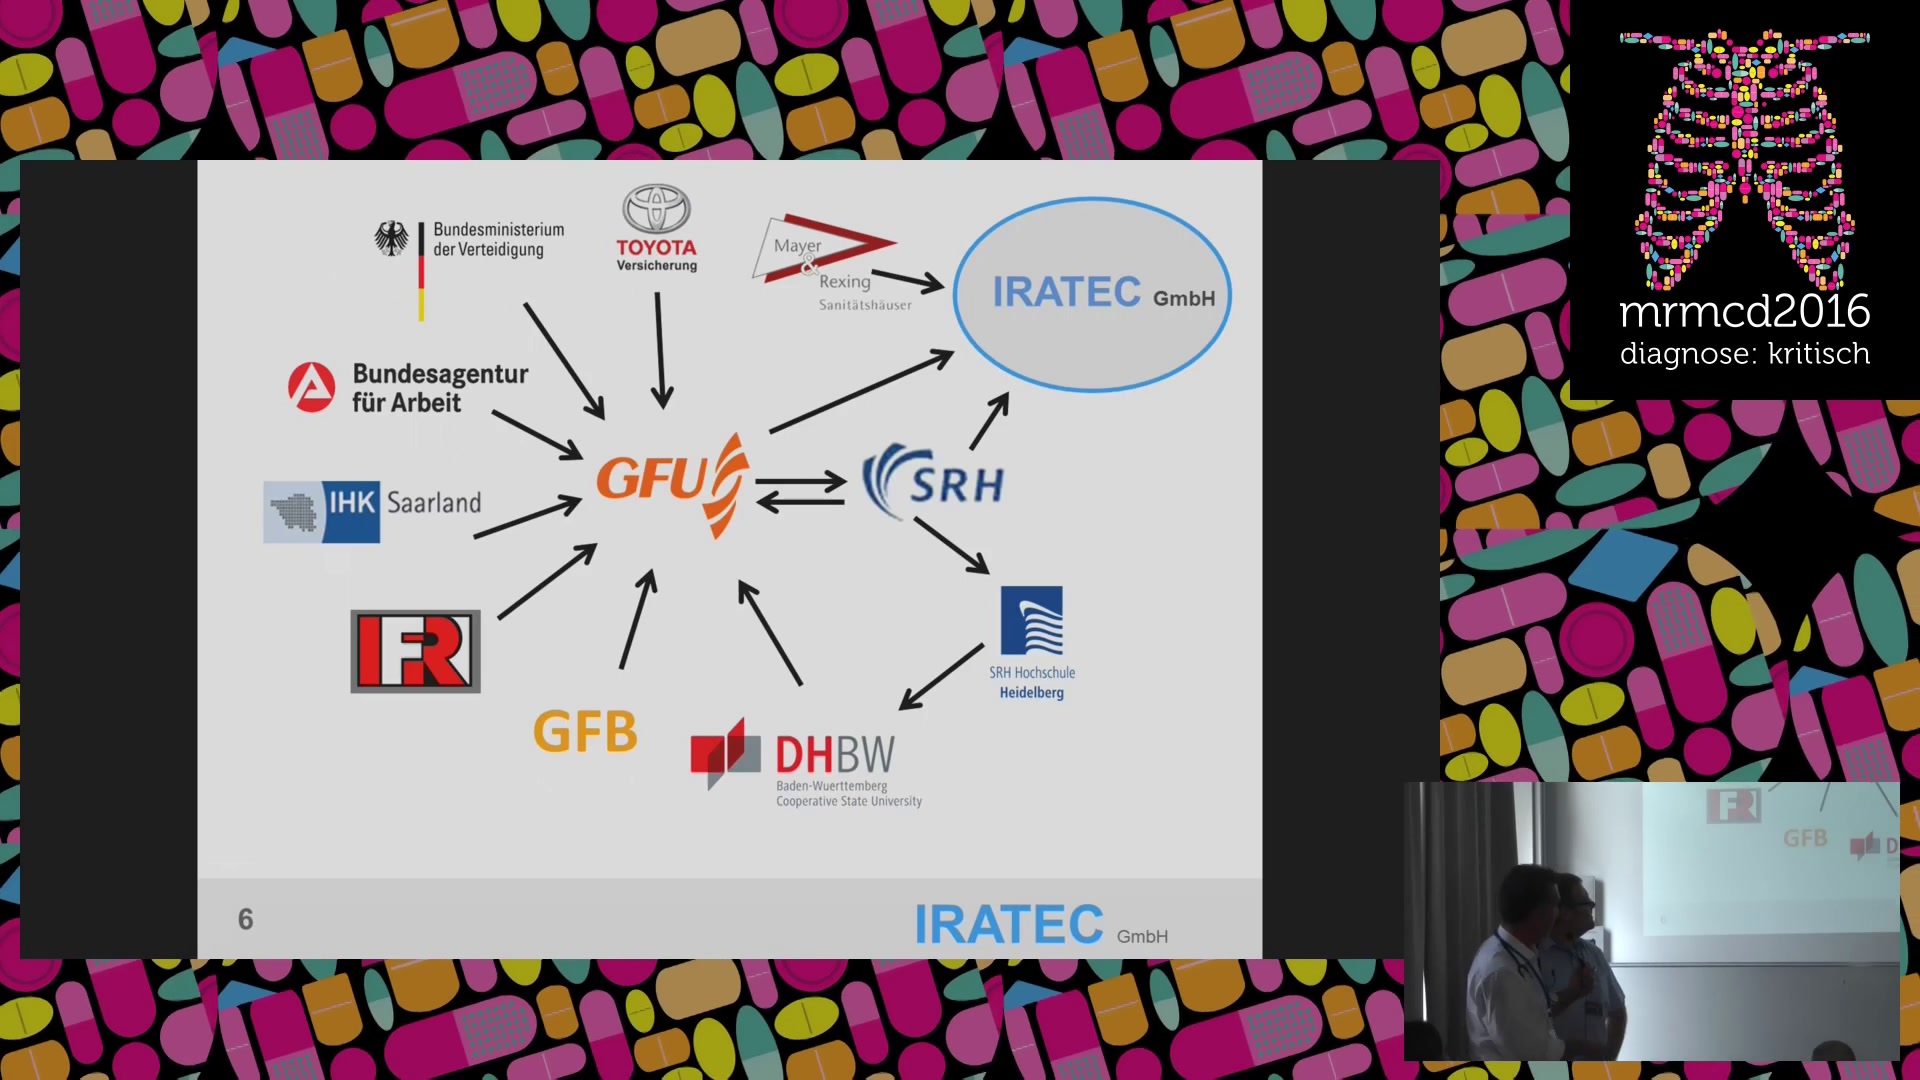 Bundesministerium
der Verteidigung
TOYOTA
Versicherung
Mayer
&
Rexing
Sanitätshäuser
IRATEC GmbH
Bundesagentur
für Arbeit
GFU
SRH
IHK Saarland
IFR
SRH Hochschule
Heidelberg
GFB
DHBW
Baden-Wuerttemberg
Cooperative State University
6
IRATEC GmbH
mrmcd2016
diagnose: kritisch
IFR
GFB
D
6